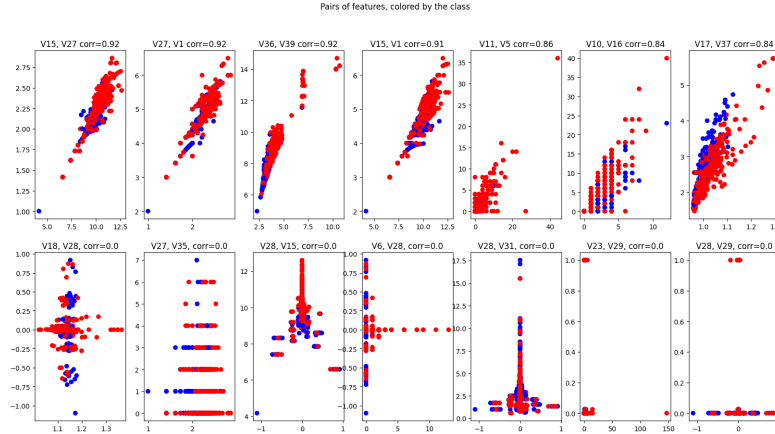 Pairs of features, colored by the class
V15, V27 corr=0.92 V27, V1 corr=0.92 V36, V39 corr=0.92 V15, V1 corr=0.91 V11, V5 corr=0.86 V10, V16 corr=0.84 V17, V37 corr=0.84
2.75 2.50 2.25 2.00 1.75 1.50 1.25 1.00
6 5 4 3 2
14 12 10 8 6 4
6 5 4 3 2
35 30 25 20 15 10 5 0
40 35 30 25 20 15 10 5 0
5 4 3 2 1
5.0 7.5 10.0 12.5 1 2 2.5 5.0 7.5 10.0 5.0 7.5 10.0 12.5 0 20 40 0 5 10 1.0 1.1 1.2 1.3
V18, V28, corr=0.0 V27, V35, corr=0.0 V28, V15, corr=0.0 V6, V28, corr=0.0 V28, V31, corr=0.0 V23, V29, corr=0.0 V28, V29, corr=0.0
1.00 0.75 0.50 0.25 0.00 −0.25 −0.50 −0.75 −1.00
7 6 5 4 3 2 1 0
12 10 8 6 4
1.00 0.75 0.50 0.25 0.00 −0.25 −0.50 −0.75 −1.00
17.5 15.0 12.5 10.0 7.5 5.0 2.5 0.0
1.0 0.8 0.6 0.4 0.2 0.0
1.0 0.8 0.6 0.4 0.2 0.0
1.1 1.2 1.3 1 2 −1 0 1 0 5 10 −1 0 1 0 50 100 150 −1 0